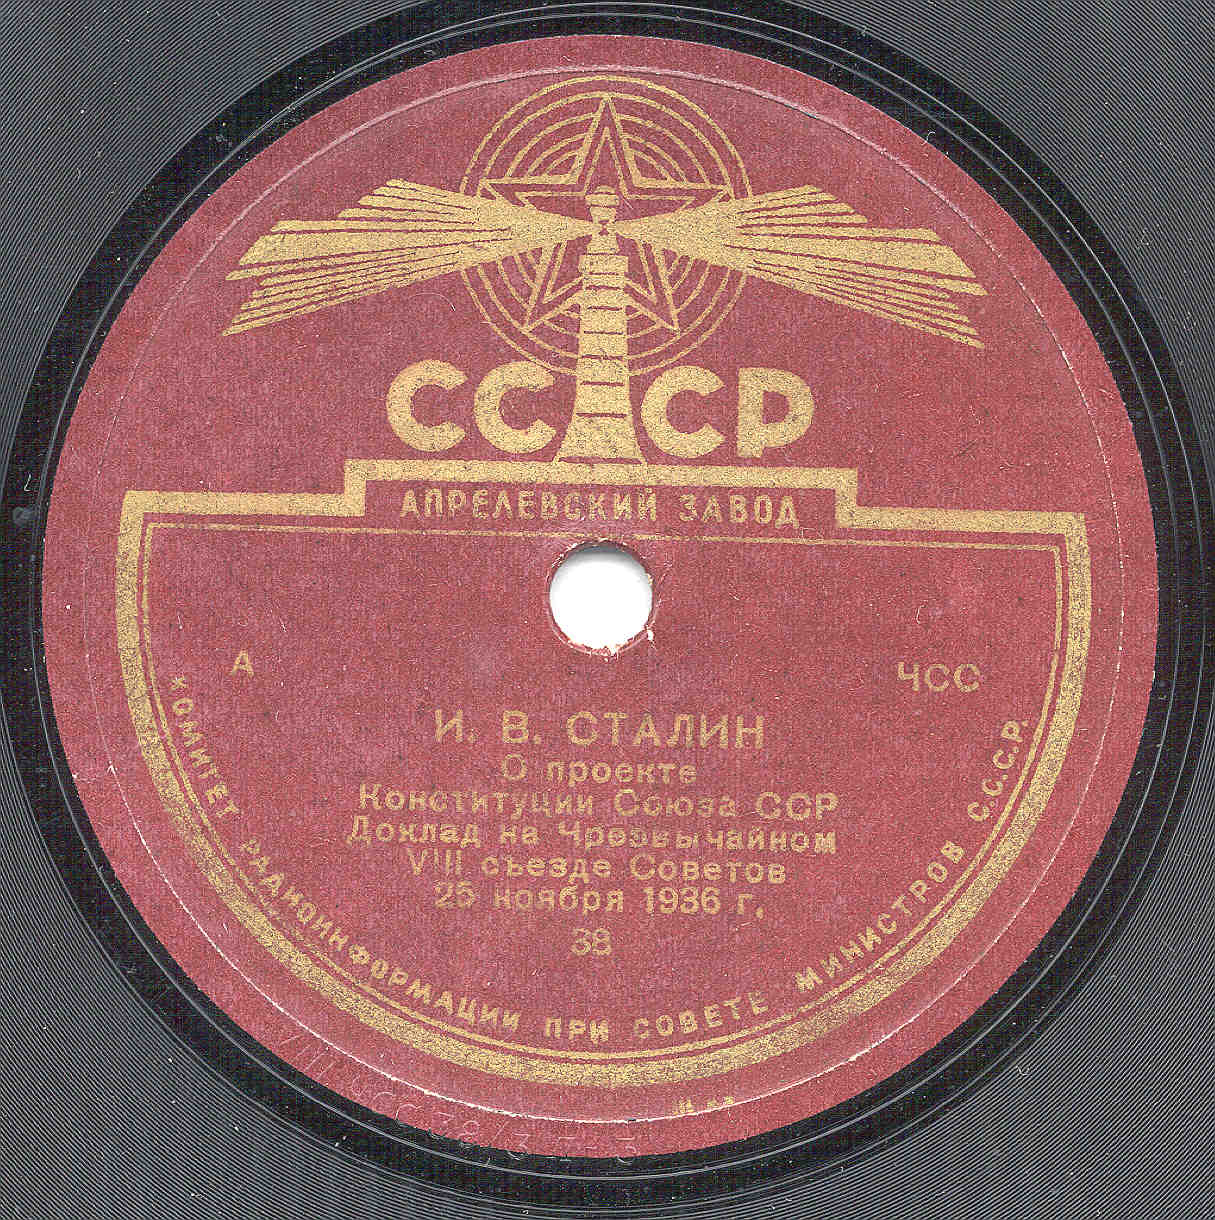 СССР
АПРЕЛЕВСКИЙ ЗАВОД
А
ЧСС
И. В. СТАЛИН
О проекте
Конституции Союза ССР
Доклад на Чрезвычайном
VIII съезде Советов
25 ноября 1936 г.
38
КОМИТЕТ РАДИОИНФОРМАЦИИ ПРИ СОВЕТЕ МИНИСТРОВ С.С.С.Р.